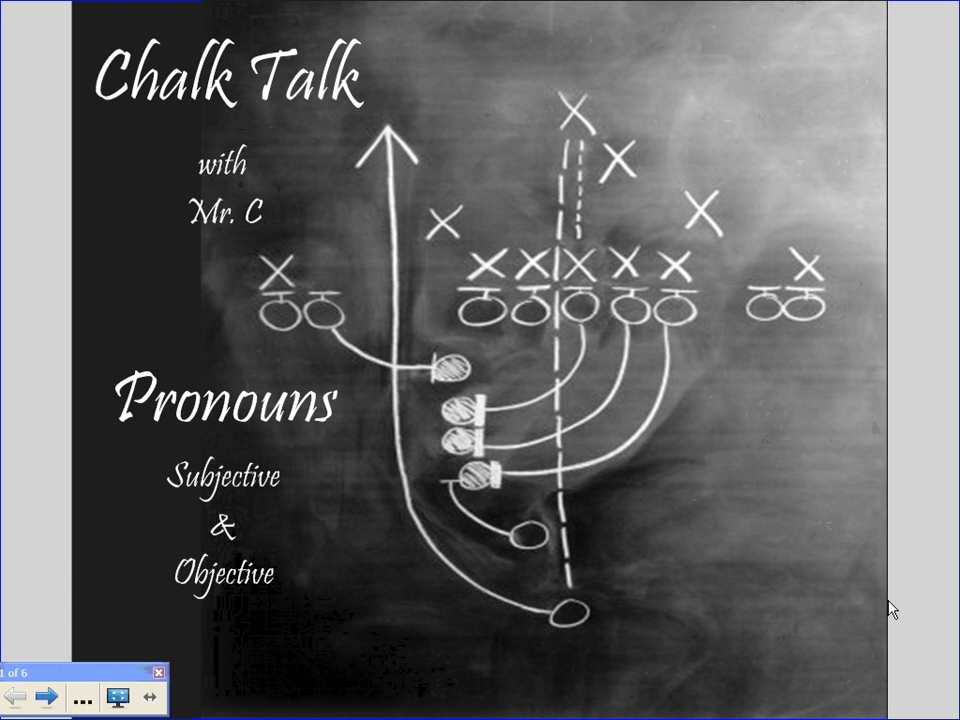 Chalk Talk
with
Mr. C
Pronouns
Subjective
&
Objective
1 of 6
...